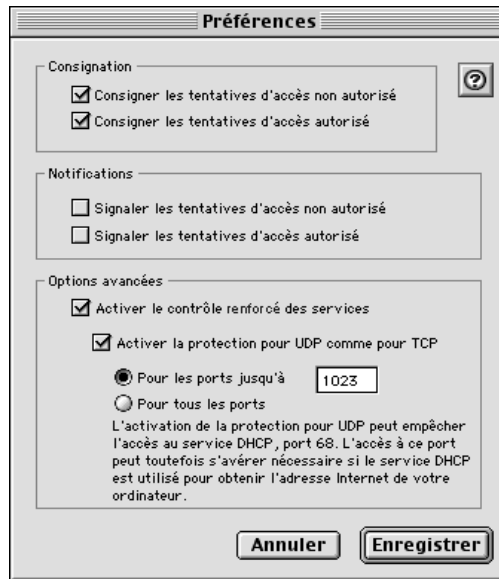 Préférences
Consignation
?
Consigner les tentatives d'accès non autorisé
Consigner les tentatives d'accès autorisé
Notifications
Signaler les tentatives d'accès non autorisé
Signaler les tentatives d'accès autorisé
Options avancées
Activer le contrôle renforcé des services
Activer la protection pour UDP comme pour TCP
Pour les ports jusqu'à 1023
Pour tous les ports
L'activation de la protection pour UDP peut empêcher
l'accès au service DHCP, port 68. L'accès à ce port
peut toutefois s'avérer nécessaire si le service DHCP
est utilisé pour obtenir l'adresse Internet de votre
ordinateur.
Annuler Enregistrer